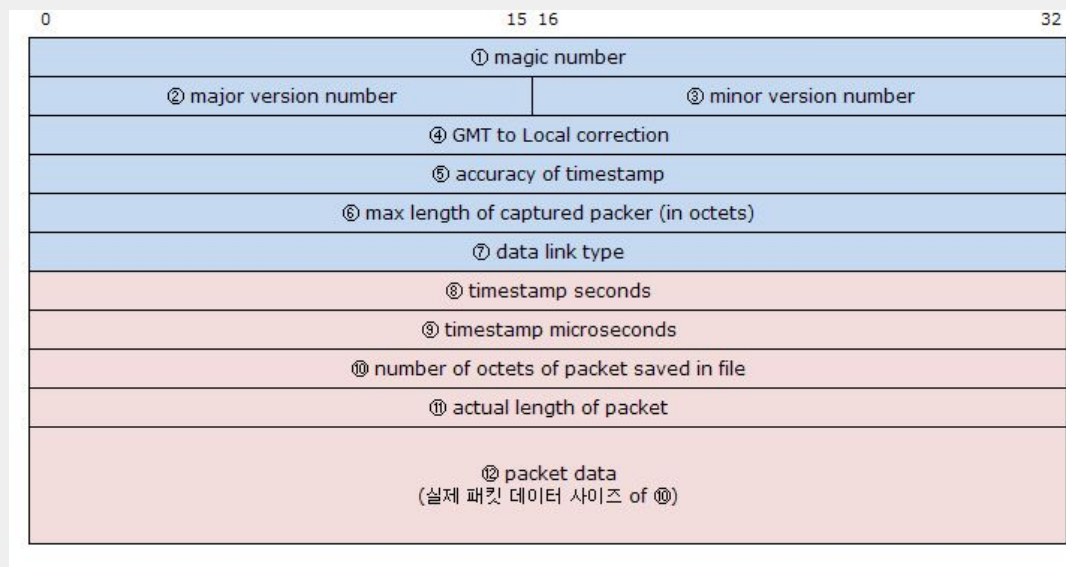 0 15 16 32
① magic number
② major version number ③ minor version number
④ GMT to Local correction
⑤ accuracy of timestamp
⑥ max length of captured packer (in octets)
⑦ data link type
⑧ timestamp seconds
⑨ timestamp microseconds
⑩ number of octets of packet saved in file
⑪ actual length of packet
⑫ packet data
(실제 패킷 데이터 사이즈 of ⑩)